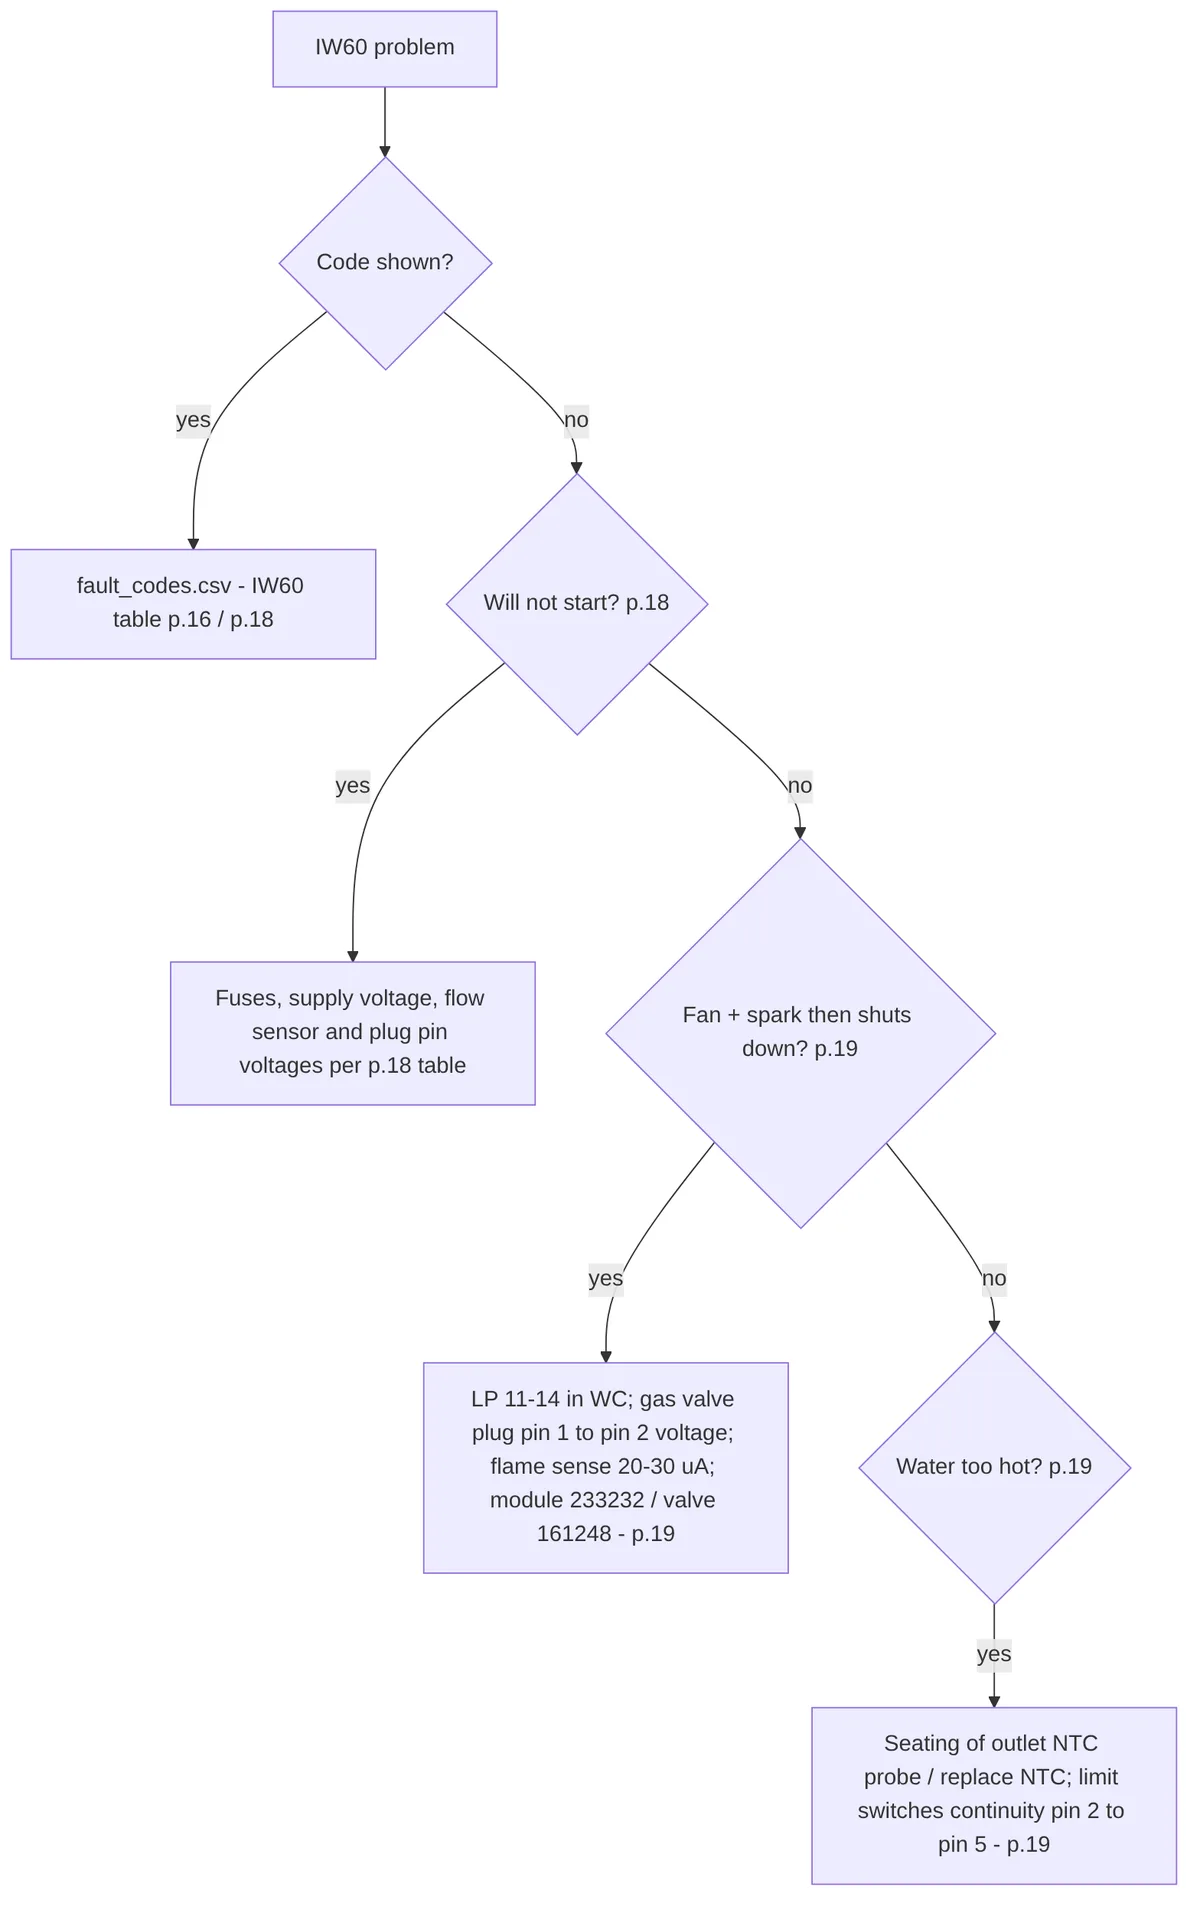 IW60 problem
Code shown?
yes
no
fault_codes.csv - IW60
table p.16 / p.18
Will not start? p.18
yes
no
Fuses, supply voltage, flow
sensor and plug pin
voltages per p.18 table
Fan + spark then shuts
down? p.19
yes
no
LP 11-14 in WC; gas valve
plug pin 1 to pin 2 voltage;
flame sense 20-30 uA;
module 233232 / valve
161248 - p.19
Water too hot? p.19
yes
Seating of outlet NTC
probe / replace NTC; limit
switches continuity pin 2 to
pin 5 - p.19